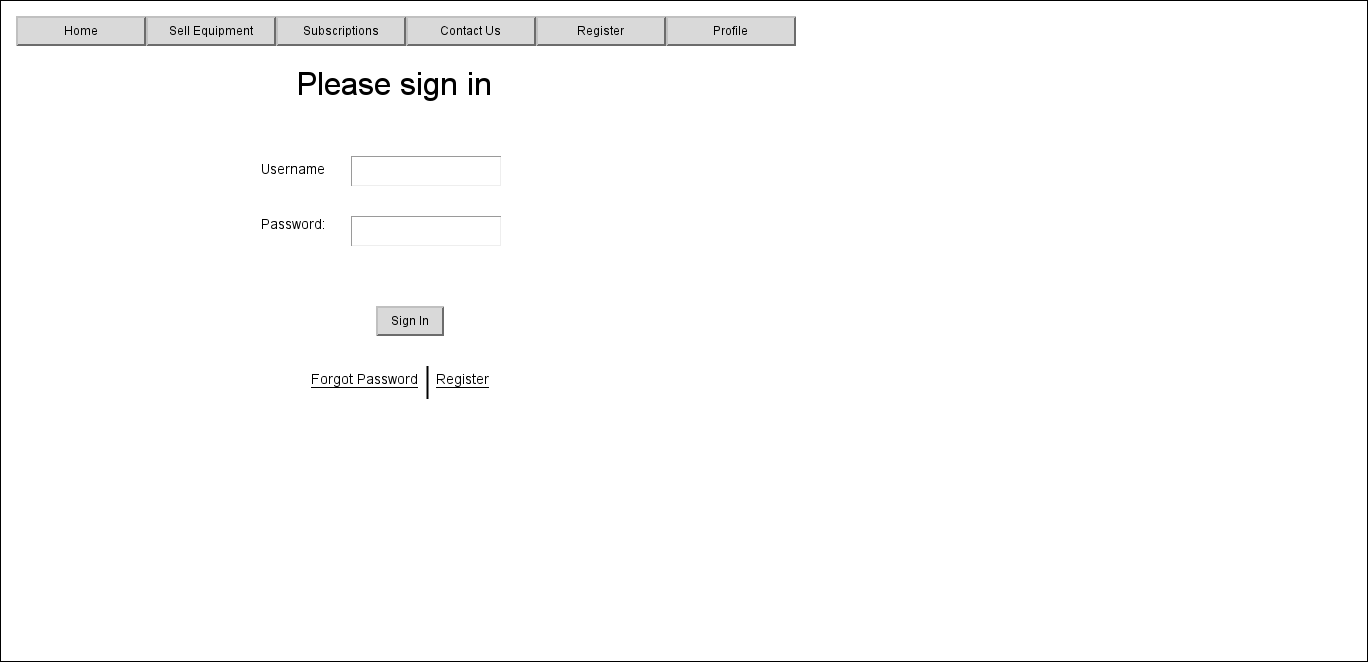 Home Sell Equipment Subscriptions Contact Us Register Profile
Please sign in
Username
Password:
Sign In
Forgot Password Register